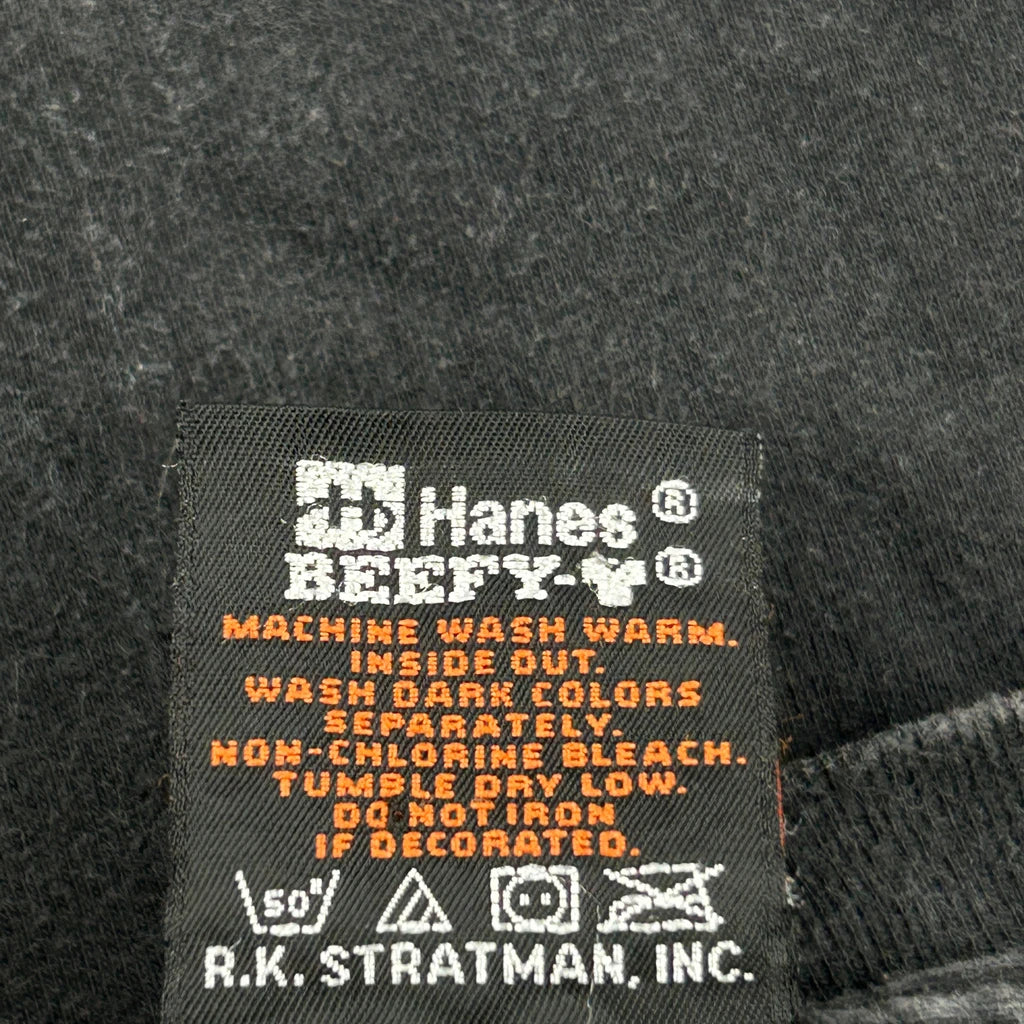 Hanes®
BEEFY-T®
MACHINE WASH WARM.
INSIDE OUT.
WASH DARK COLORS
SEPARATELY.
NON-CHLORINE BLEACH.
TUMBLE DRY LOW.
DO NOT IRON
IF DECORATED.
50°
R.K. STRATMAN, INC.